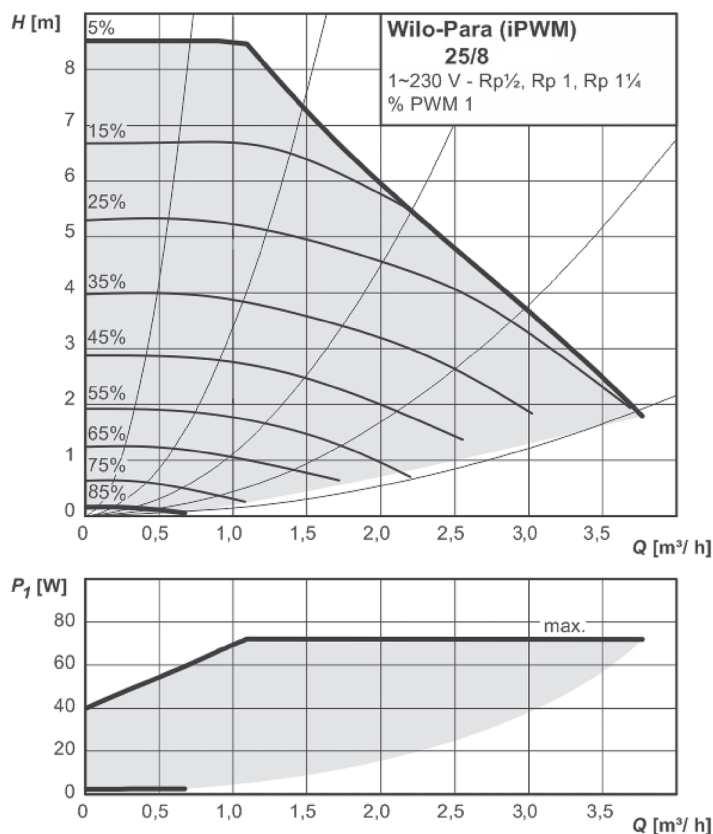 H [m]
Wilo-Para (iPWM)
25/8
1~230 V - Rp½, Rp 1, Rp 1¼
% PWM 1
5%
15%
25%
35%
45%
55%
65%
75%
85%
8
7
6
5
4
3
2
1
0
0 0,5 1,0 1,5 2,0 2,5 3,0 3,5
Q [m³/ h]
P1 [W]
max.
80
60
40
20
0
0 0,5 1,0 1,5 2,0 2,5 3,0 3,5
Q [m³/ h]